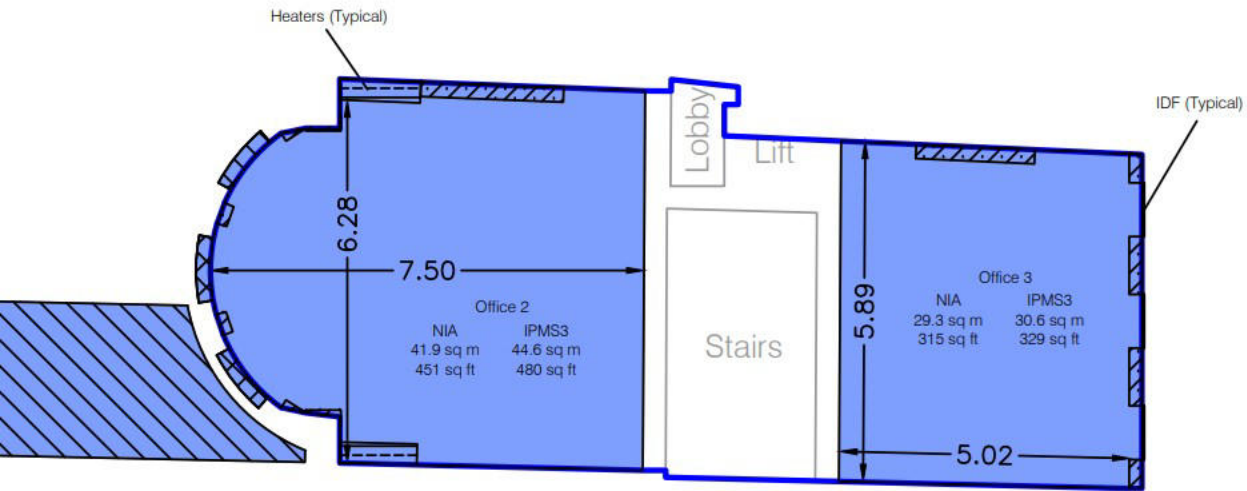 Heaters (Typical)
IDF (Typical)
Lobby
Lift
6.28
7.50
Office 2
NIA IPMS3
41.9 sq m 44.6 sq m
451 sq ft 480 sq ft
Stairs
5.89
Office 3
NIA IPMS3
29.3 sq m 30.6 sq m
315 sq ft 329 sq ft
5.02